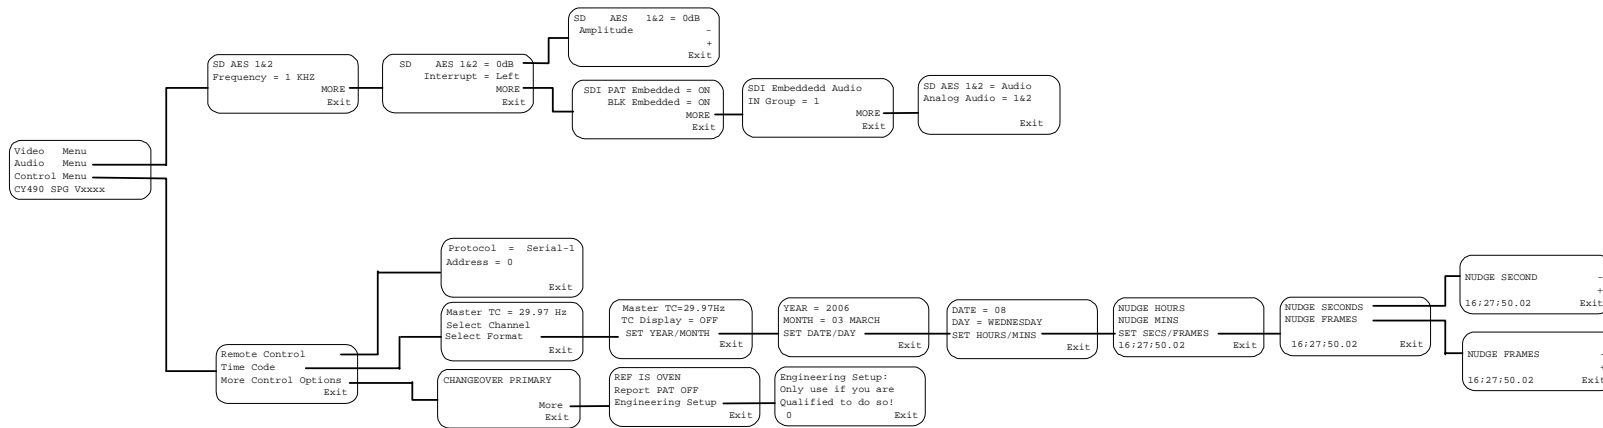 SD AES 1&2 = 0dB
Amplitude -
+
Exit
SD AES 1&2
Frequency = 1 KHZ
MORE
Exit
SD AES 1&2 = 0dB
Interrupt = Left
MORE
Exit
SDI PAT Embedded = ON
BLK Embedded = ON
MORE
Exit
SDI Embeddedd Audio
IN Group = 1
MORE
Exit
SD AES 1&2 = Audio
Analog Audio = 1&2
Exit
Video Menu
Audio Menu
Control Menu
CY490 SPG Vxxxx
Protocol = Serial-1
Address = 0
Exit
Master TC = 29.97 Hz
Select Channel
Select Format
Exit
Master TC=29.97Hz
TC Display = OFF
SET YEAR/MONTH
Exit
YEAR = 2006
MONTH = 03 MARCH
SET DATE/DAY
Exit
DATE = 08
DAY = WEDNESDAY
SET HOURS/MINS
Exit
NUDGE HOURS
NUDGE MINS
SET SECS/FRAMES
16;27;50.02 Exit
NUDGE SECONDS
NUDGE FRAMES
16;27;50.02 Exit
NUDGE SECOND -
+
16;27;50.02 Exit
NUDGE FRAMES -
+
16;27;50.02 Exit
Remote Control
Time Code
More Control Options
Exit
CHANGEOVER PRIMARY
More
Exit
REF IS OVEN
Report PAT OFF
Engineering Setup
Exit
Engineering Setup:
Only use if you are
Qualified to do so!
0 Exit